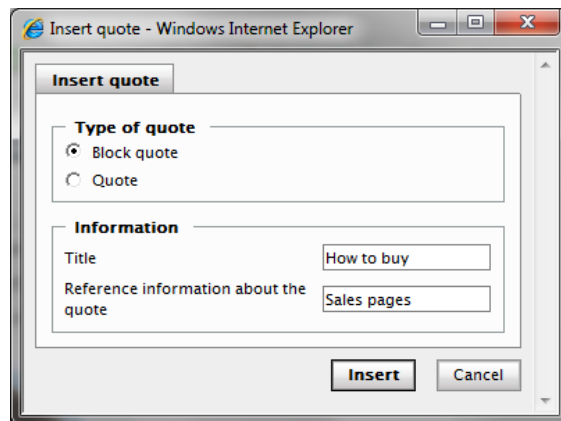 Insert quote - Windows Internet Explorer
Insert quote
Type of quote
Block quote
Quote
Information
Title How to buy
Reference information about the
quote Sales pages
Insert Cancel